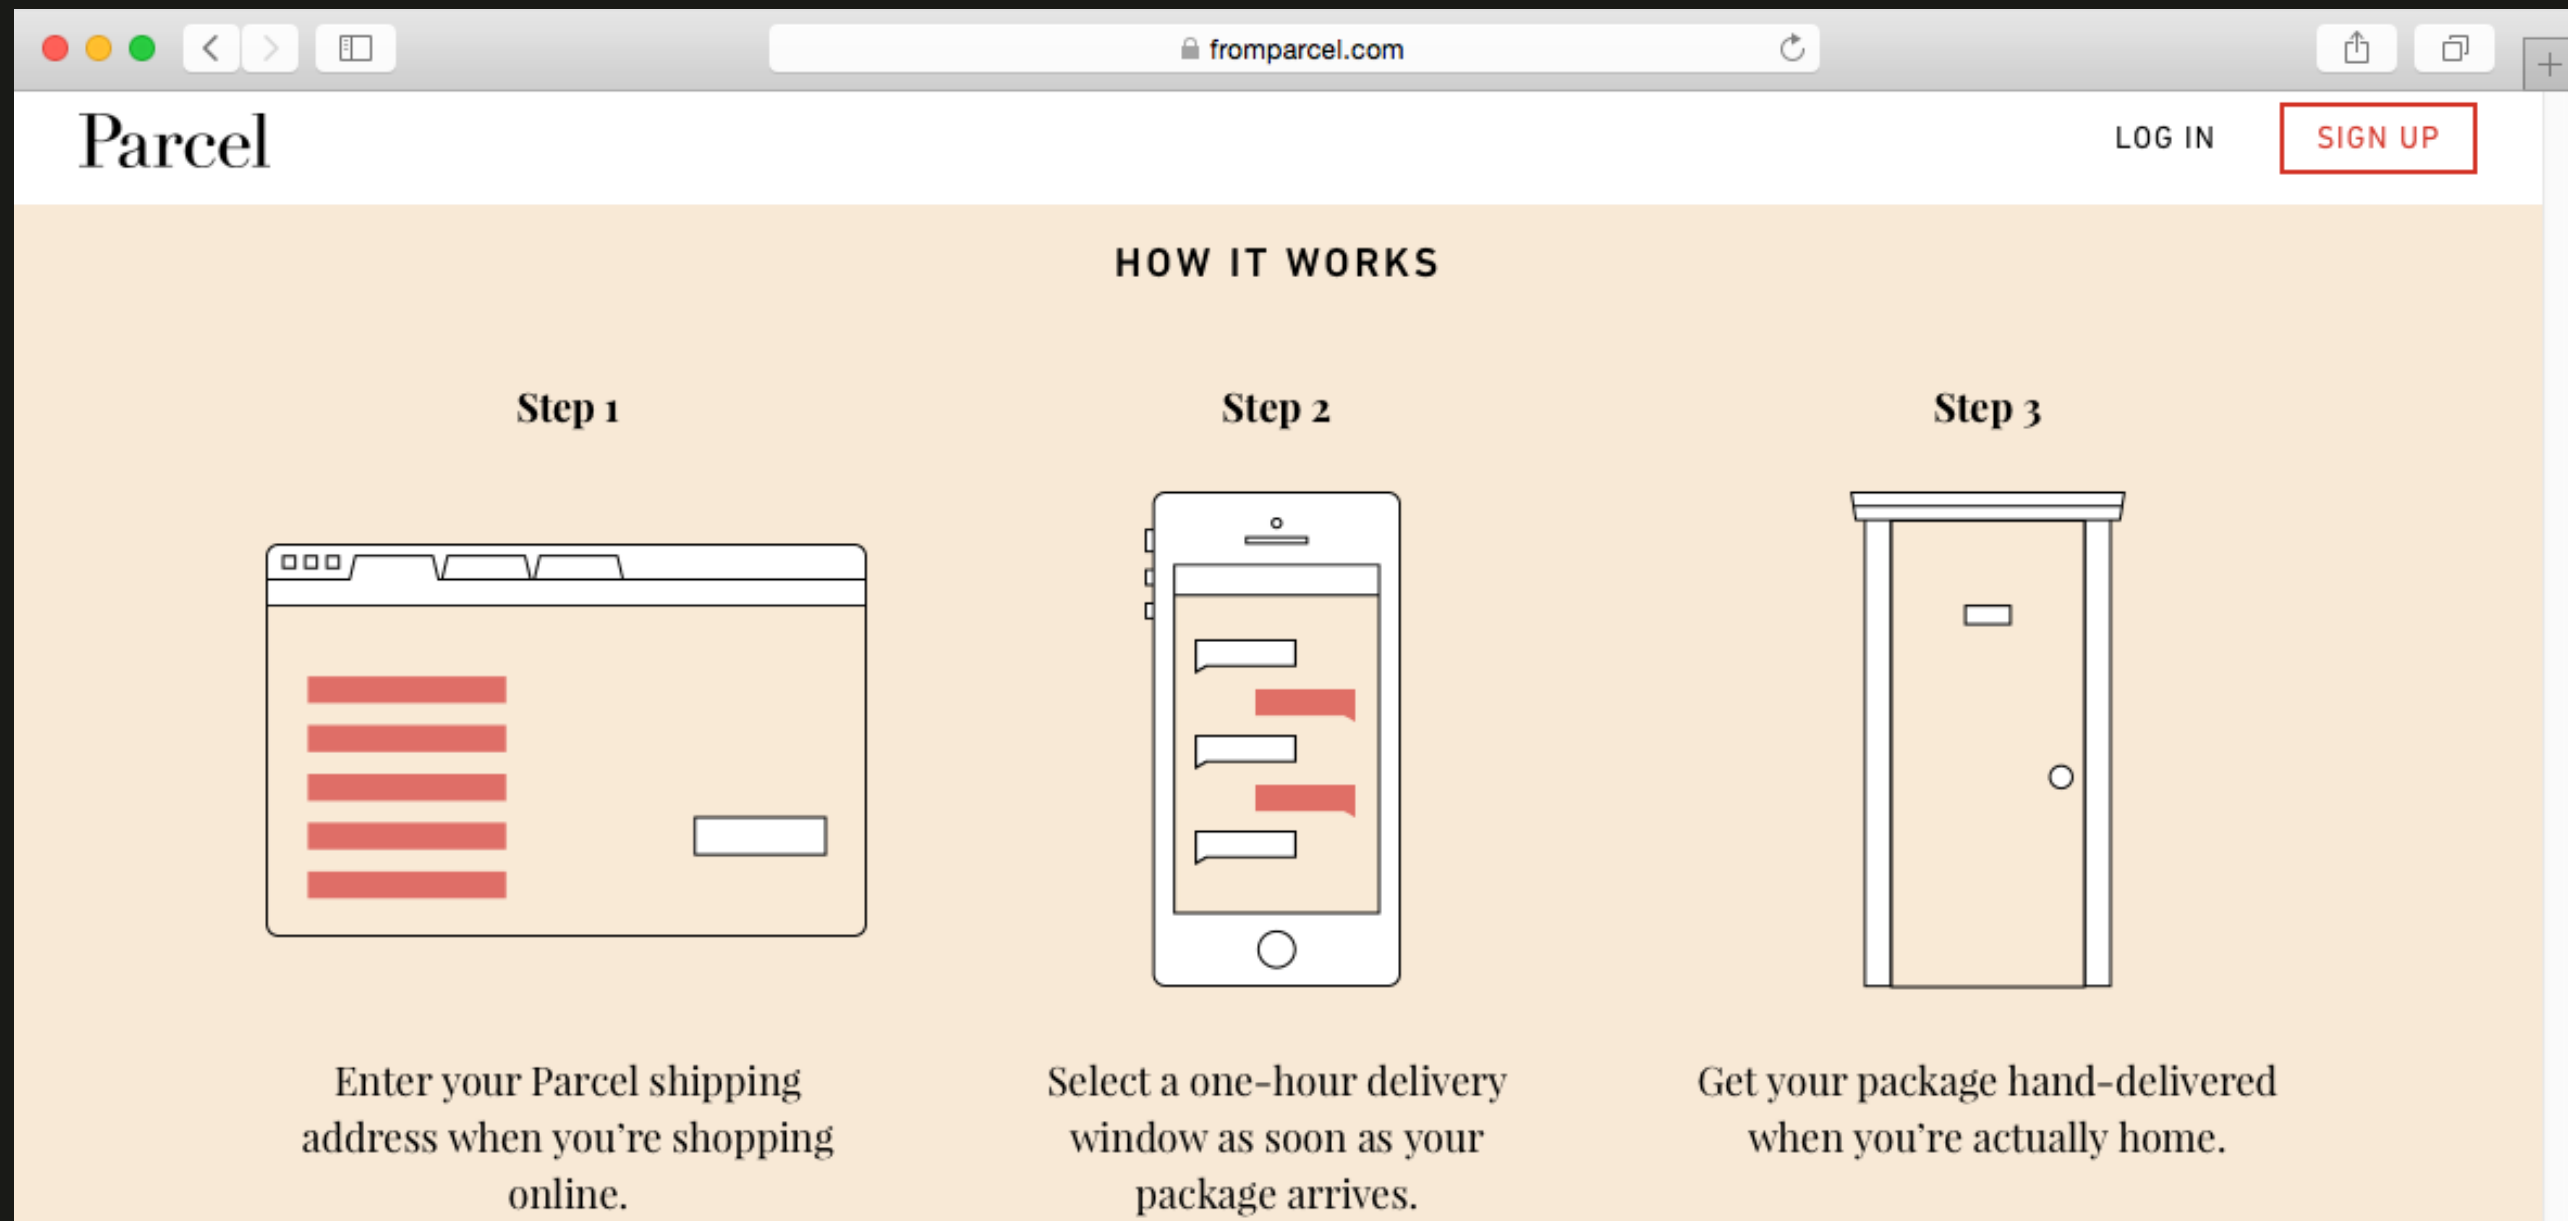 fromparcel.com
Parcel
LOG IN
SIGN UP
HOW IT WORKS
Step 1
Enter your Parcel shipping
address when you’re shopping
online.
Step 2
Select a one-hour delivery
window as soon as your
package arrives.
Step 3
Get your package hand-delivered
when you’re actually home.